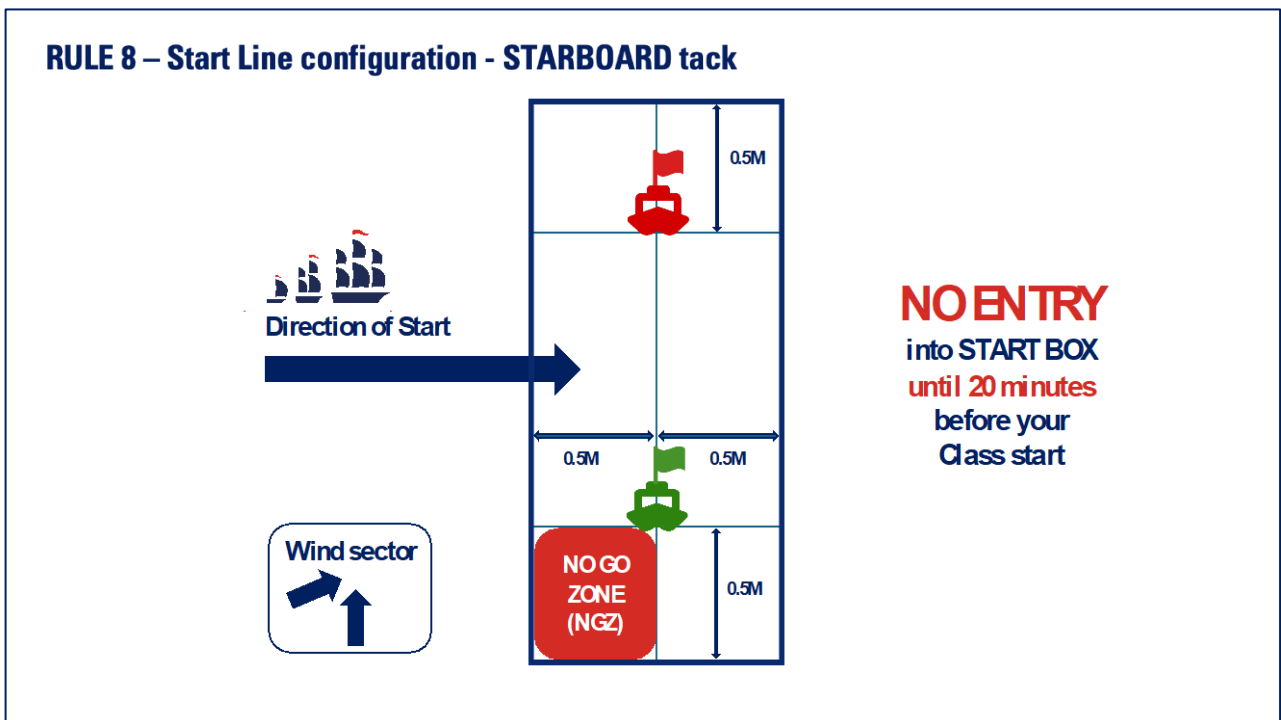 RULE 8 – Start Line configuration - STARBOARD tack
0.5M
Direction of Start
NO ENTRY
into START BOX
until 20 minutes
before your
Class start
0.5M
0.5M
Wind sector
NO GO
ZONE
(NGZ)
0.5M